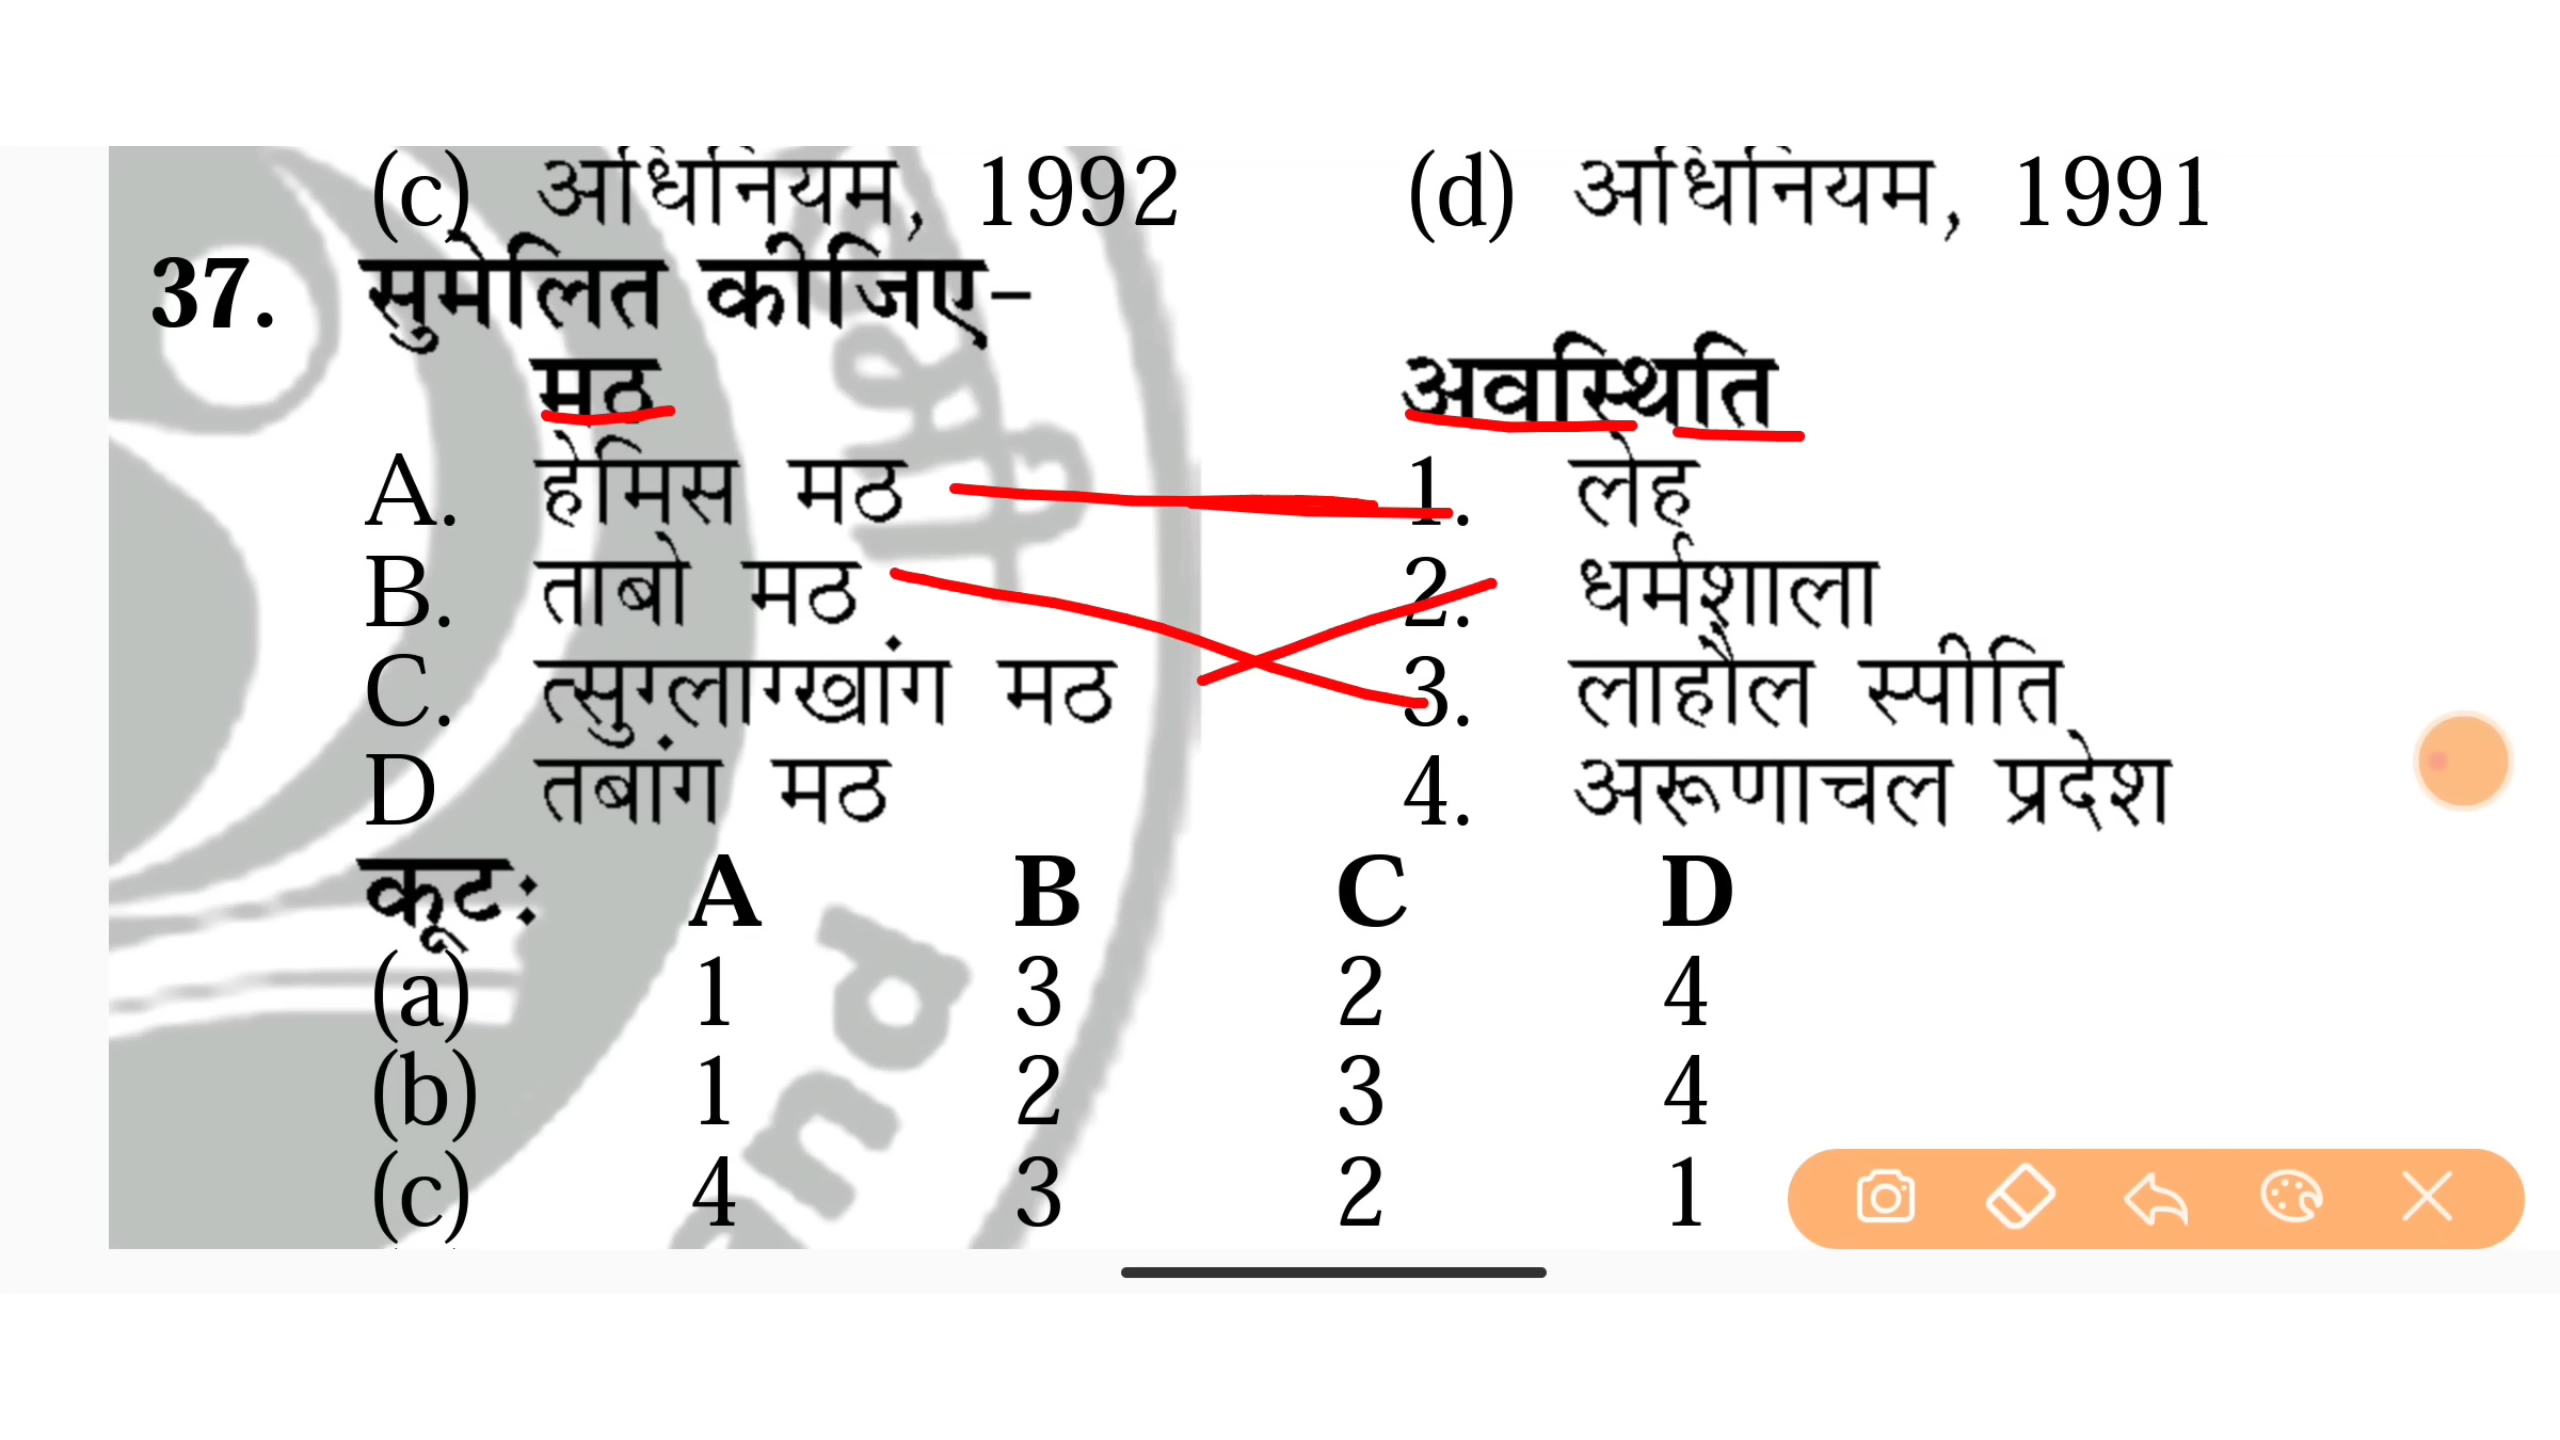 (c) अधिनियम, 1992 (d) अधिनियम, 1991
37. सुमेलित कीजिए-
मठ अवस्थिति
A. हेमिस मठ 1. लेह
B. ताबो मठ 2. धर्मशाला
C. त्सुग्लाग्खांग मठ 3. लाहौल स्पीति
D तबांग मठ 4. अरूणाचल प्रदेश
कूटः A B C D
(a) 1 3 2 4
(b) 1 2 3 4
(c) 4 3 2 1